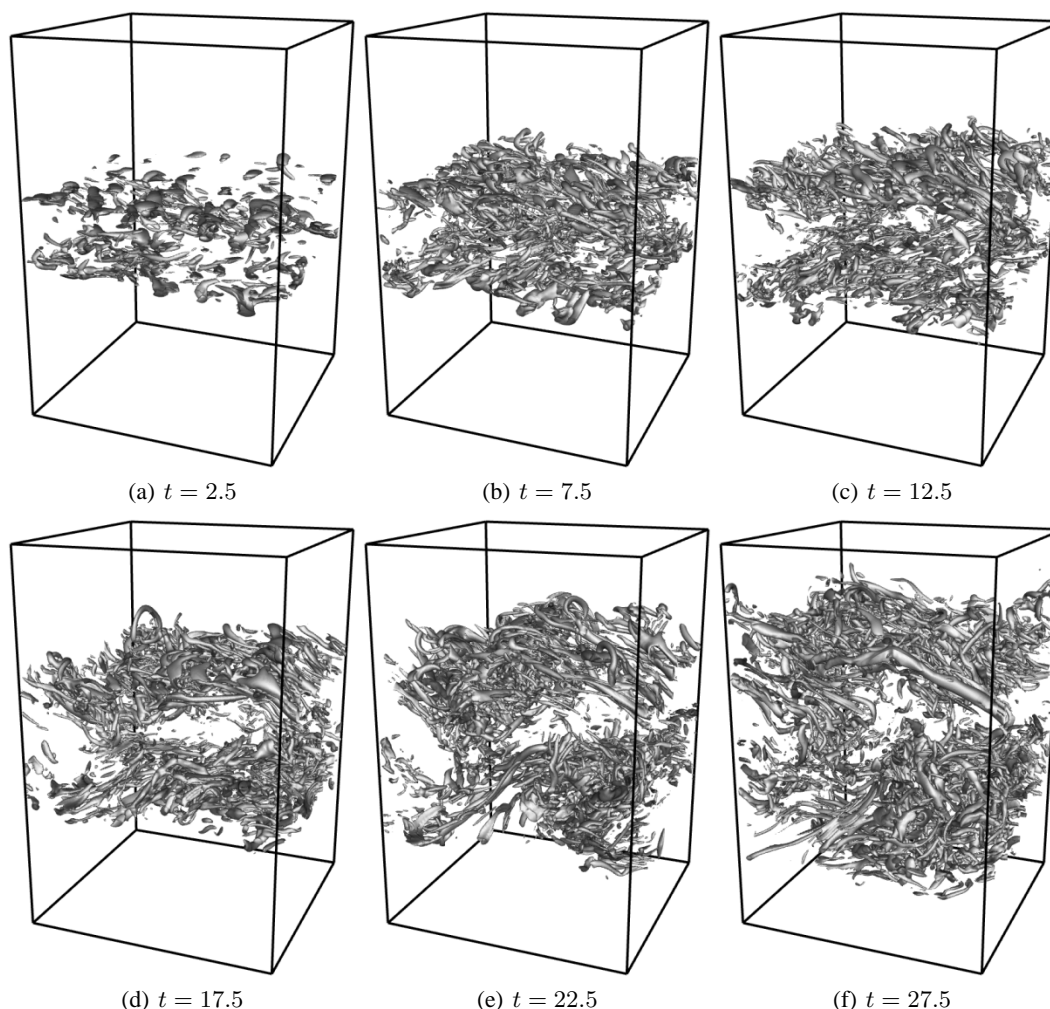 (a) t = 2.5
(b) t = 7.5
(c) t = 12.5
(d) t = 17.5
(e) t = 22.5
(f) t = 27.5